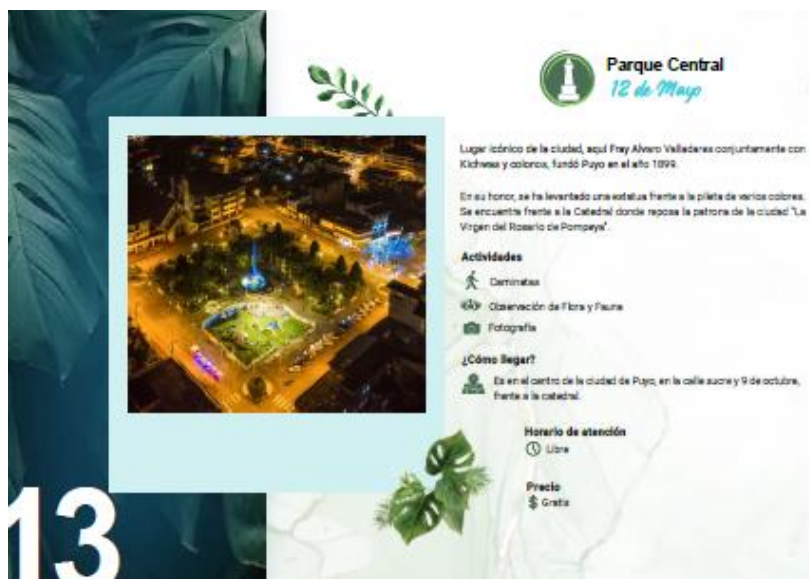 Parque Central
12 de Mayo
Lugar icónico de la ciudad, aquí Fray Alvaro Valladares conjuntamente con
Kichwas y colonos, fundó Puyo en el año 1899.
En su honor, se ha levantado una estatua frente a la pileta de varios colores.
Se encuentra frente a la Catedral donde reposa la patrona de la ciudad "La
Virgen del Rosario de Pompeya".
Actividades
Caminatas
Observación de Flora y Fauna
Fotografía
¿Cómo llegar?
Es en el centro de la ciudad de Puyo, en la calle sucre y 9 de octubre,
frente a la catedral.
Horario de atención
Libre
Precio
$ Gratis
13